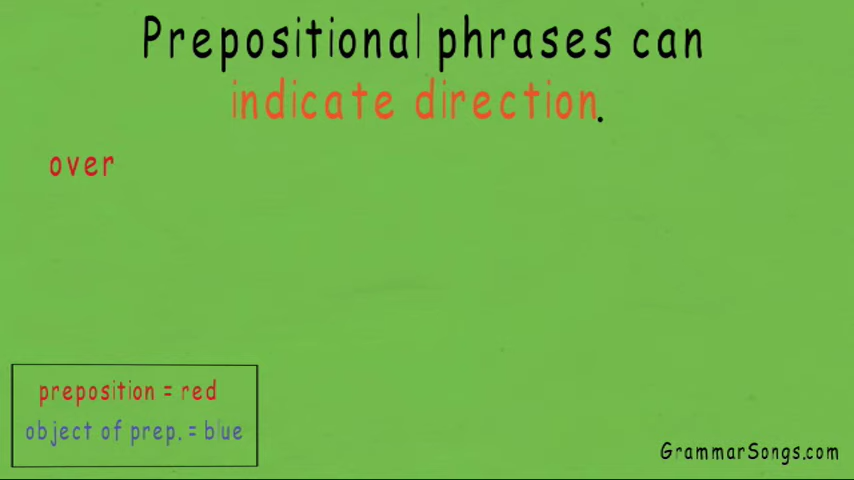 Prepositional phrases can
indicate direction.
over
preposition = red
object of prep. = blue
GrammarSongs.com